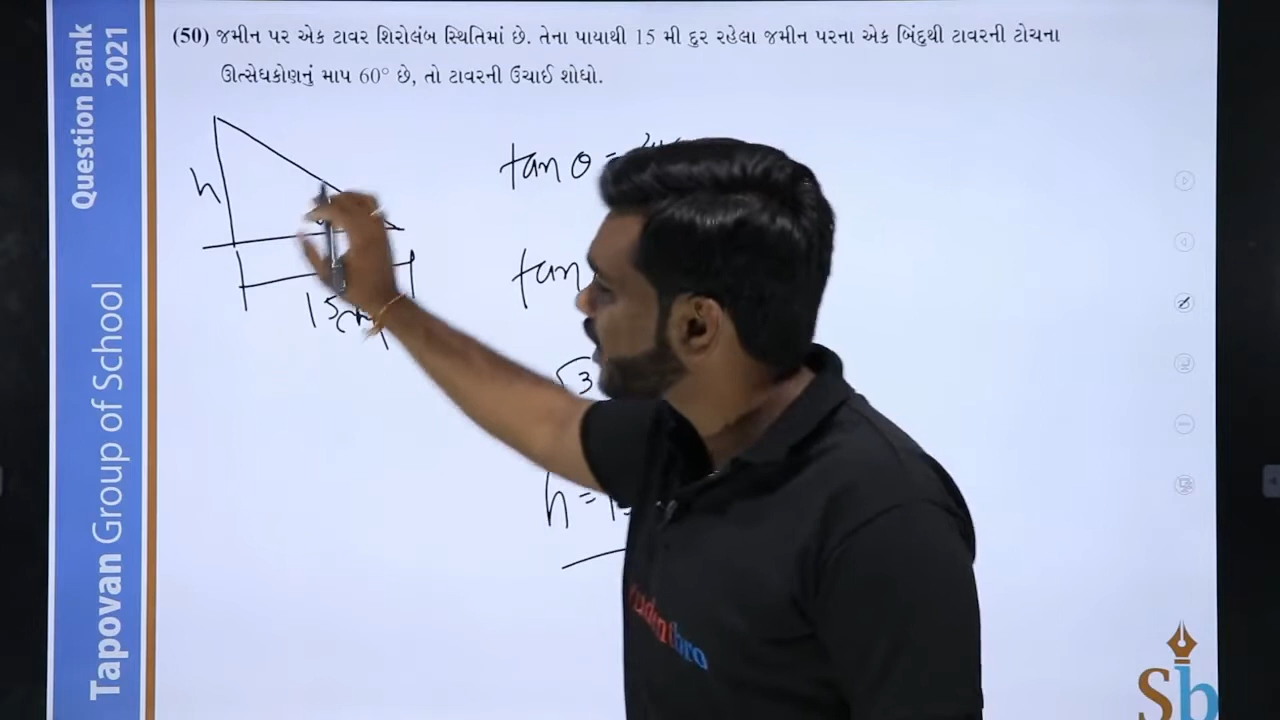 Question Bank
2021
Tapovan Group of School
(50) જમીન પર એક ટાવર શિરોલંબ સ્થિતિમાં છે. તેના પાયાથી 15 મી દુર રહેલા જમીન પરના એક બિંદુથી ટાવરની ટોચના
ઊત્સેધકોણનું માપ 60° છે, તો ટાવરની ઉંચાઈ શોધો.
h
tan θ =
tan
√3
h =
Sb